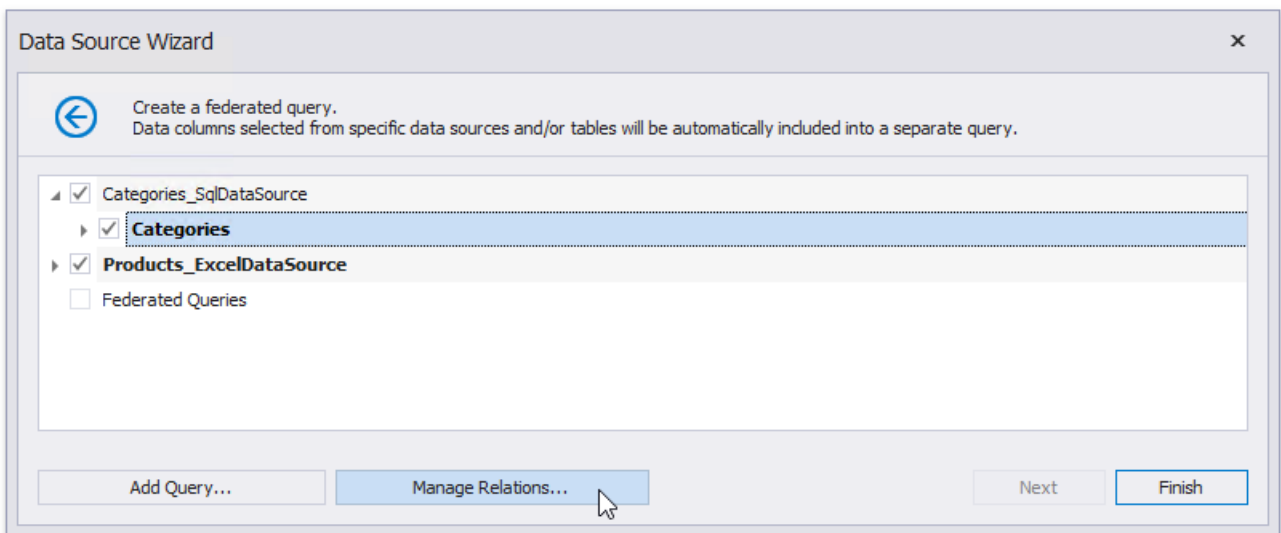 Data Source Wizard
Create a federated query.
Data columns selected from specific data sources and/or tables will be automatically included into a separate query.
Categories_SqlDataSource
Categories
Products_ExcelDataSource
Federated Queries
Add Query...
Manage Relations...
Next
Finish